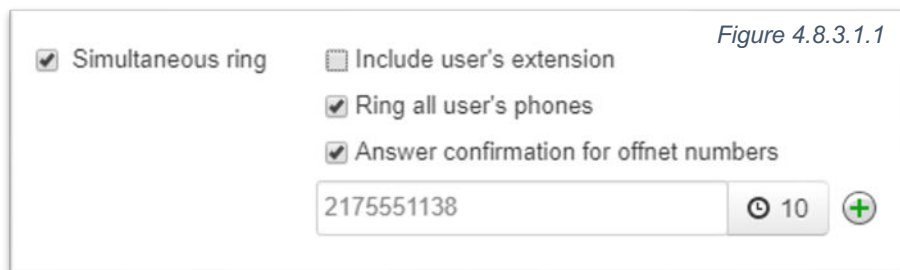 Figure 4.8.3.1.1
Simultaneous ring
Include user's extension
Ring all user's phones
Answer confirmation for offnet numbers
2175551138
10